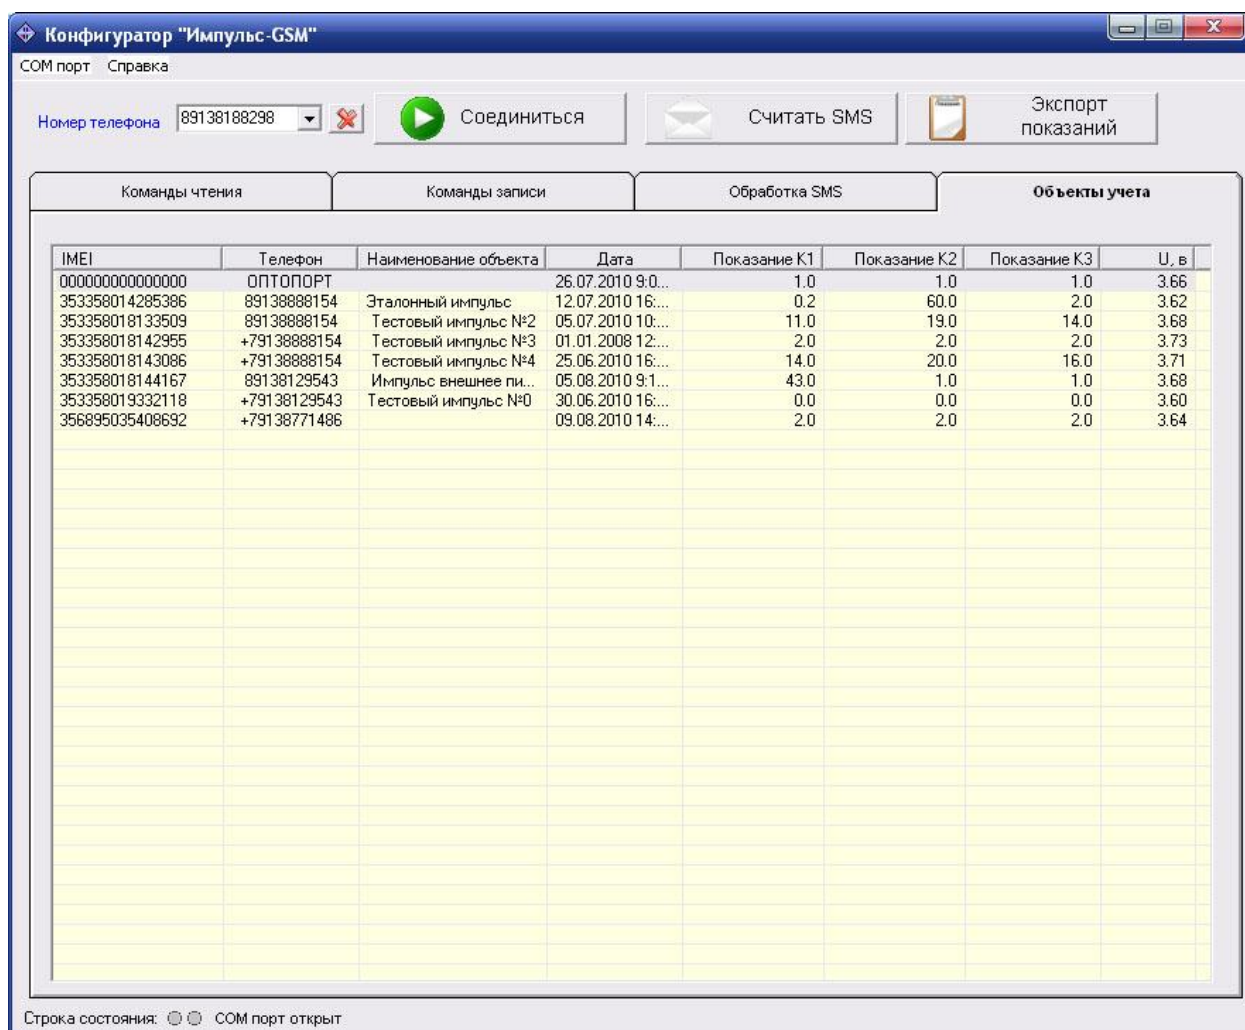 Конфигуратор "Импульс-GSM"
COM порт Справка
Номер телефона 89138188298 Соединиться Считать SMS Экспорт показаний
Команды чтения Команды записи Обработка SMS Объекты учета
IMEI Телефон Наименование объекта Дата Показание К1 Показание К2 Показание К3 U, в
000000000000000 ОПТОПОРТ 26.07.2010 9:0... 1.0 1.0 1.0 3.66
353358014285386 89138888154 Эталонный импульс 12.07.2010 16:... 0.2 60.0 2.0 3.62
353358018133509 89138888154 Тестовый импульс №2 05.07.2010 10:... 11.0 19.0 14.0 3.68
353358018142955 +79138888154 Тестовый импульс №3 01.01.2008 12:... 2.0 2.0 2.0 3.73
353358018143086 +79138888154 Тестовый импульс №4 25.06.2010 16:... 14.0 20.0 16.0 3.71
353358018144167 89138129543 Импульс внешнее пи... 05.08.2010 9:1... 43.0 1.0 1.0 3.68
353358019332118 +79138129543 Тестовый импульс №0 30.06.2010 16:... 0.0 0.0 0.0 3.60
356895035408692 +79138771486 09.08.2010 14:... 2.0 2.0 2.0 3.64
Строка состояния: COM порт открыт